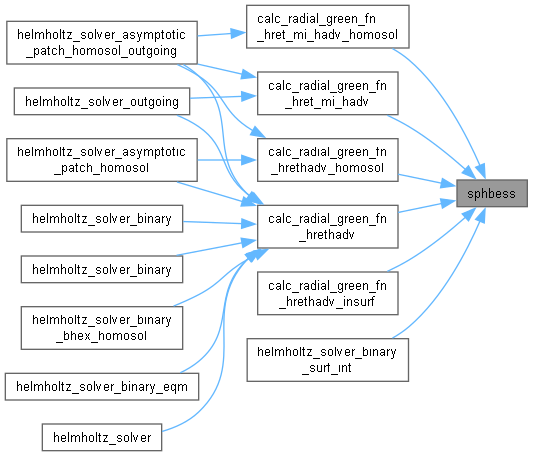 helmholtz_solver_asymptotic
_patch_homosol_outgoing
calc_radial_green_fn
_hret_mi_hadv_homosol
helmholtz_solver_outgoing
calc_radial_green_fn
_hret_mi_hadv
helmholtz_solver_asymptotic
_patch_homosol
calc_radial_green_fn
_hrethadv_homosol
sphbess
helmholtz_solver_binary
calc_radial_green_fn
_hrethadv
helmholtz_solver_binary
calc_radial_green_fn
_hrethadv_insurf
helmholtz_solver_binary
_bhex_homosol
helmholtz_solver_binary
_surf_int
helmholtz_solver_binary_eqm
helmholtz_solver